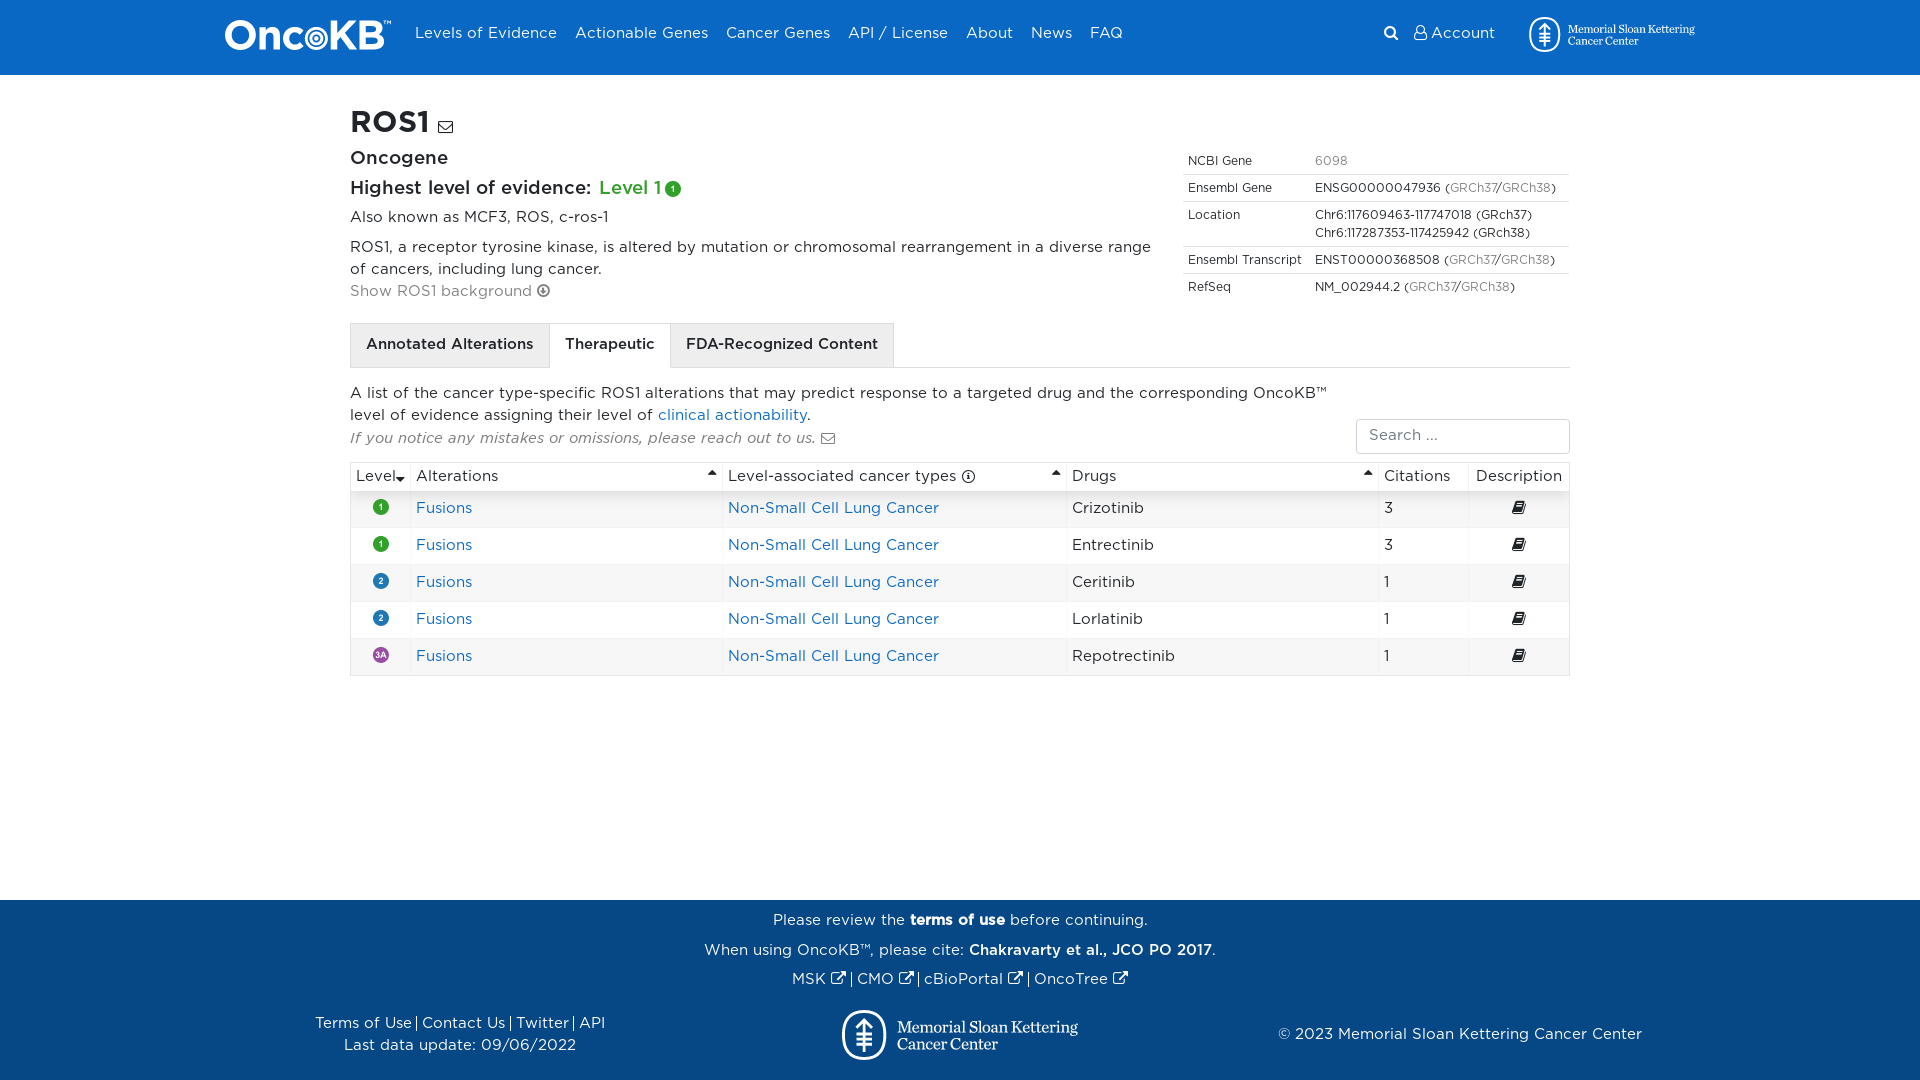 OncoKB™ Levels of Evidence Actionable Genes Cancer Genes API / License About News FAQ Account Memorial Sloan Kettering
Cancer Center
ROS1
Oncogene
Highest level of evidence: Level 1 1
Also known as MCF3, ROS, c-ros-1
ROS1, a receptor tyrosine kinase, is altered by mutation or chromosomal rearrangement in a diverse range
of cancers, including lung cancer.
Show ROS1 background
NCBI Gene 6098
Ensembl Gene ENSG00000047936 (GRCh37/GRCh38)
Location Chr6:117609463-117747018 (GRch37)
Chr6:117287353-117425942 (GRch38)
Ensembl Transcript ENST00000368508 (GRCh37/GRCh38)
RefSeq NM_002944.2 (GRCh37/GRCh38)
Annotated Alterations Therapeutic FDA-Recognized Content
A list of the cancer type-specific ROS1 alterations that may predict response to a targeted drug and the corresponding OncoKB™
level of evidence assigning their level of clinical actionability.
If you notice any mistakes or omissions, please reach out to us.
Search ...
Level Alterations Level-associated cancer types Drugs Citations Description
1 Fusions Non-Small Cell Lung Cancer Crizotinib 3
1 Fusions Non-Small Cell Lung Cancer Entrectinib 3
2 Fusions Non-Small Cell Lung Cancer Ceritinib 1
2 Fusions Non-Small Cell Lung Cancer Lorlatinib 1
3A Fusions Non-Small Cell Lung Cancer Repotrectinib 1
Please review the terms of use before continuing.
When using OncoKB™, please cite: Chakravarty et al., JCO PO 2017.
MSK | CMO | cBioPortal | OncoTree
Terms of Use | Contact Us | Twitter | API
Last data update: 09/06/2022
Memorial Sloan Kettering
Cancer Center
© 2023 Memorial Sloan Kettering Cancer Center